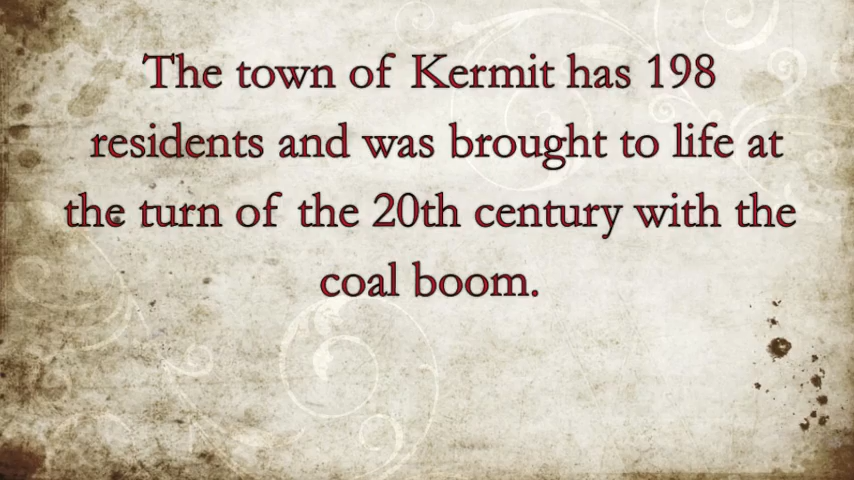 The town of Kermit has 198
residents and was brought to life at
the turn of the 20th century with the
coal boom.